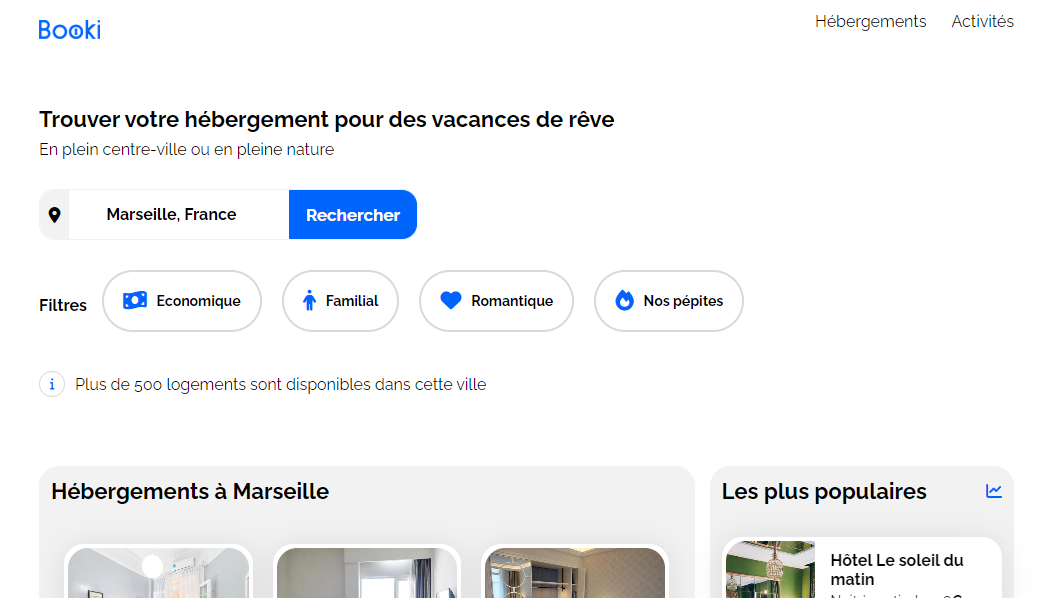 Booki
Hébergements
Activités
Trouver votre hébergement pour des vacances de rêve
En plein centre-ville ou en pleine nature
Marseille, France
Rechercher
Filtres
Economique
Familial
Romantique
Nos pépites
i
Plus de 500 logements sont disponibles dans cette ville
Hébergements à Marseille
Les plus populaires
Hôtel Le soleil du
matin